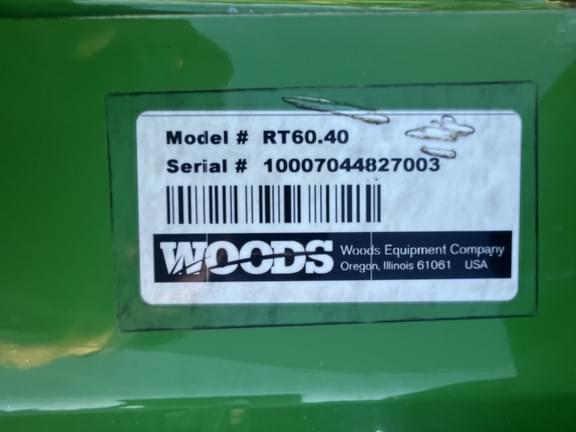 Model # RT60.40
Serial # 10007044827003
WOODS
Woods Equipment Company
Oregon, Illinois 61061 USA